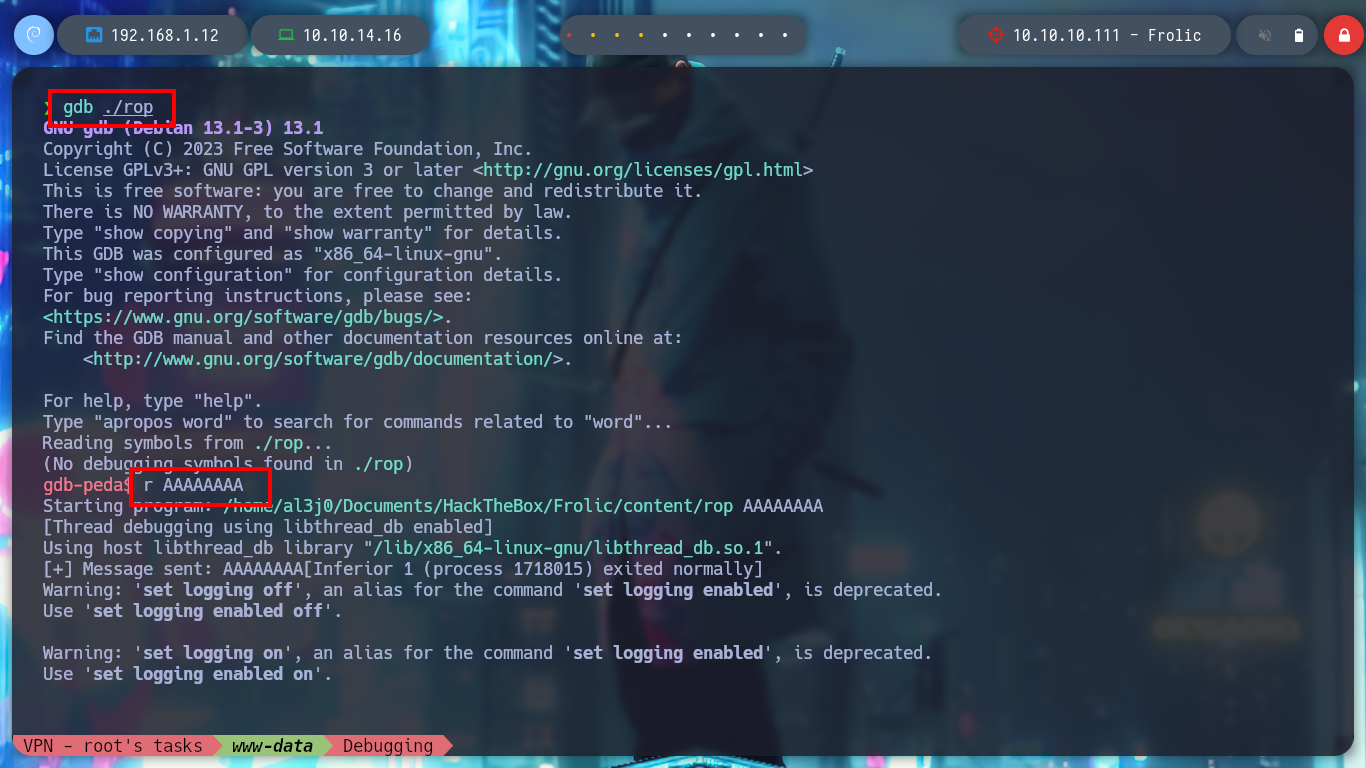 192.168.1.12 10.10.14.16 10.10.10.111 - Frolic
gdb ./rop
GNU gdb (Debian 13.1-3) 13.1
Copyright (C) 2023 Free Software Foundation, Inc.
License GPLv3+: GNU GPL version 3 or later <http://gnu.org/licenses/gpl.html>
This is free software: you are free to change and redistribute it.
There is NO WARRANTY, to the extent permitted by law.
Type "show copying" and "show warranty" for details.
This GDB was configured as "x86_64-linux-gnu".
Type "show configuration" for configuration details.
For bug reporting instructions, please see:
<https://www.gnu.org/software/gdb/bugs/>.
Find the GDB manual and other documentation resources online at:
    <http://www.gnu.org/software/gdb/documentation/>.
For help, type "help".
Type "apropos word" to search for commands related to "word"...
Reading symbols from ./rop...
(No debugging symbols found in ./rop)
gdb-peda$ r AAAAAAAA
Starting program: /home/al3j0/Documents/HackTheBox/Frolic/content/rop AAAAAAAA
[Thread debugging using libthread_db enabled]
Using host libthread_db library "/lib/x86_64-linux-gnu/libthread_db.so.1".
[+] Message sent: AAAAAAAA[Inferior 1 (process 1718015) exited normally]
Warning: 'set logging off', an alias for the command 'set logging enabled', is deprecated.
Use 'set logging enabled off'.
Warning: 'set logging on', an alias for the command 'set logging enabled', is deprecated.
Use 'set logging enabled on'.
VPN - root's tasks www-data Debugging